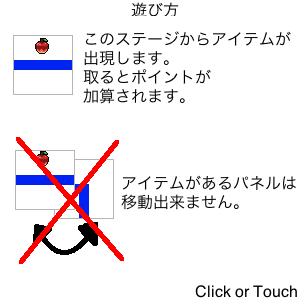 遊び方
このステージからアイテムが
出現します。
取るとポイントが
加算されます。
アイテムがあるパネルは
移動出来ません。
Click or Touch